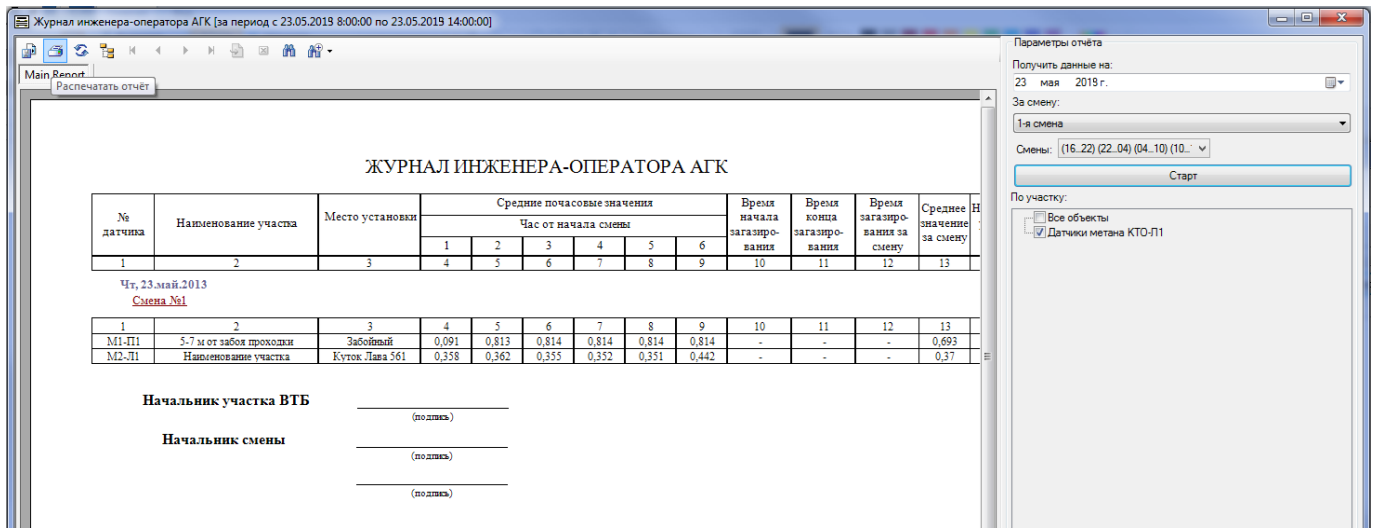 Журнал инженера-оператора АГК [за период с 23.05.2013 8:00:00 по 23.05.2013 14:00:00]
Main Report
Распечатать отчёт
ЖУРНАЛ ИНЖЕНЕРА-ОПЕРАТОРА АГК
№ датчика Наименование участка Место установки Средние почасовые значения Время начала загазиро- вания Время конца загазиро- вания Время загазиро- вания за смену Среднее значение за смену
Час от начала смены
1 2 3 4 5 6
1 2 3 4 5 6 7 8 9 10 11 12 13
Чт, 23.май.2013
Смена №1
1 2 3 4 5 6 7 8 9 10 11 12 13
М1-П1 5-7 м от забоя проходки Забойный 0,091 0,813 0,814 0,814 0,814 0,814 - - - 0,693
М2-Л1 Наименование участка Куток Лава 561 0,358 0,362 0,355 0,352 0,351 0,442 - - - 0,37
Начальник участка ВТБ
(подпись)
Начальник смены
(подпись)
(подпись)
Параметры отчёта
Получить данные на:
23 мая 2013 г.
За смену:
1-я смена
Смены: (16...22) (22...04) (04...10) (10...
Старт
По участку:
Все объекты
Датчики метана КТО-Л1